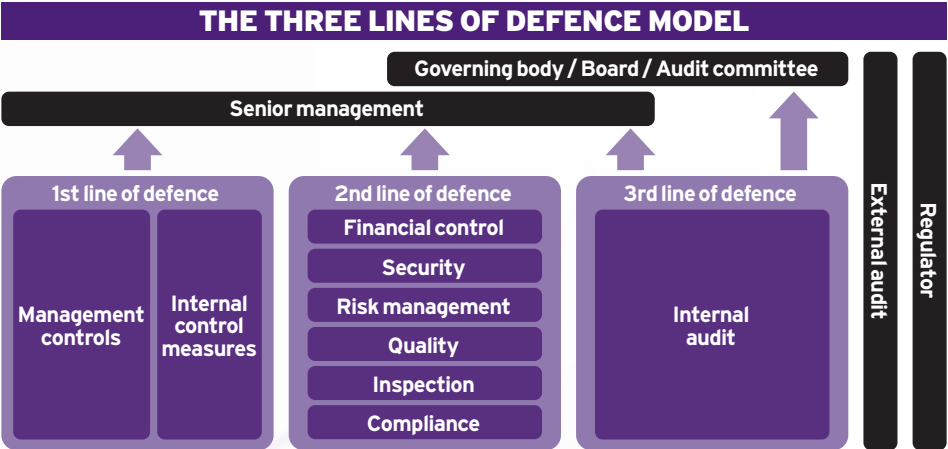 THE THREE LINES OF DEFENCE MODEL
Governing body / Board / Audit committee
Senior management
1st line of defence
Management
controls
Internal
control
measures
2nd line of defence
Financial control
Security
Risk management
Quality
Inspection
Compliance
3rd line of defence
Internal
audit
External audit
Regulator